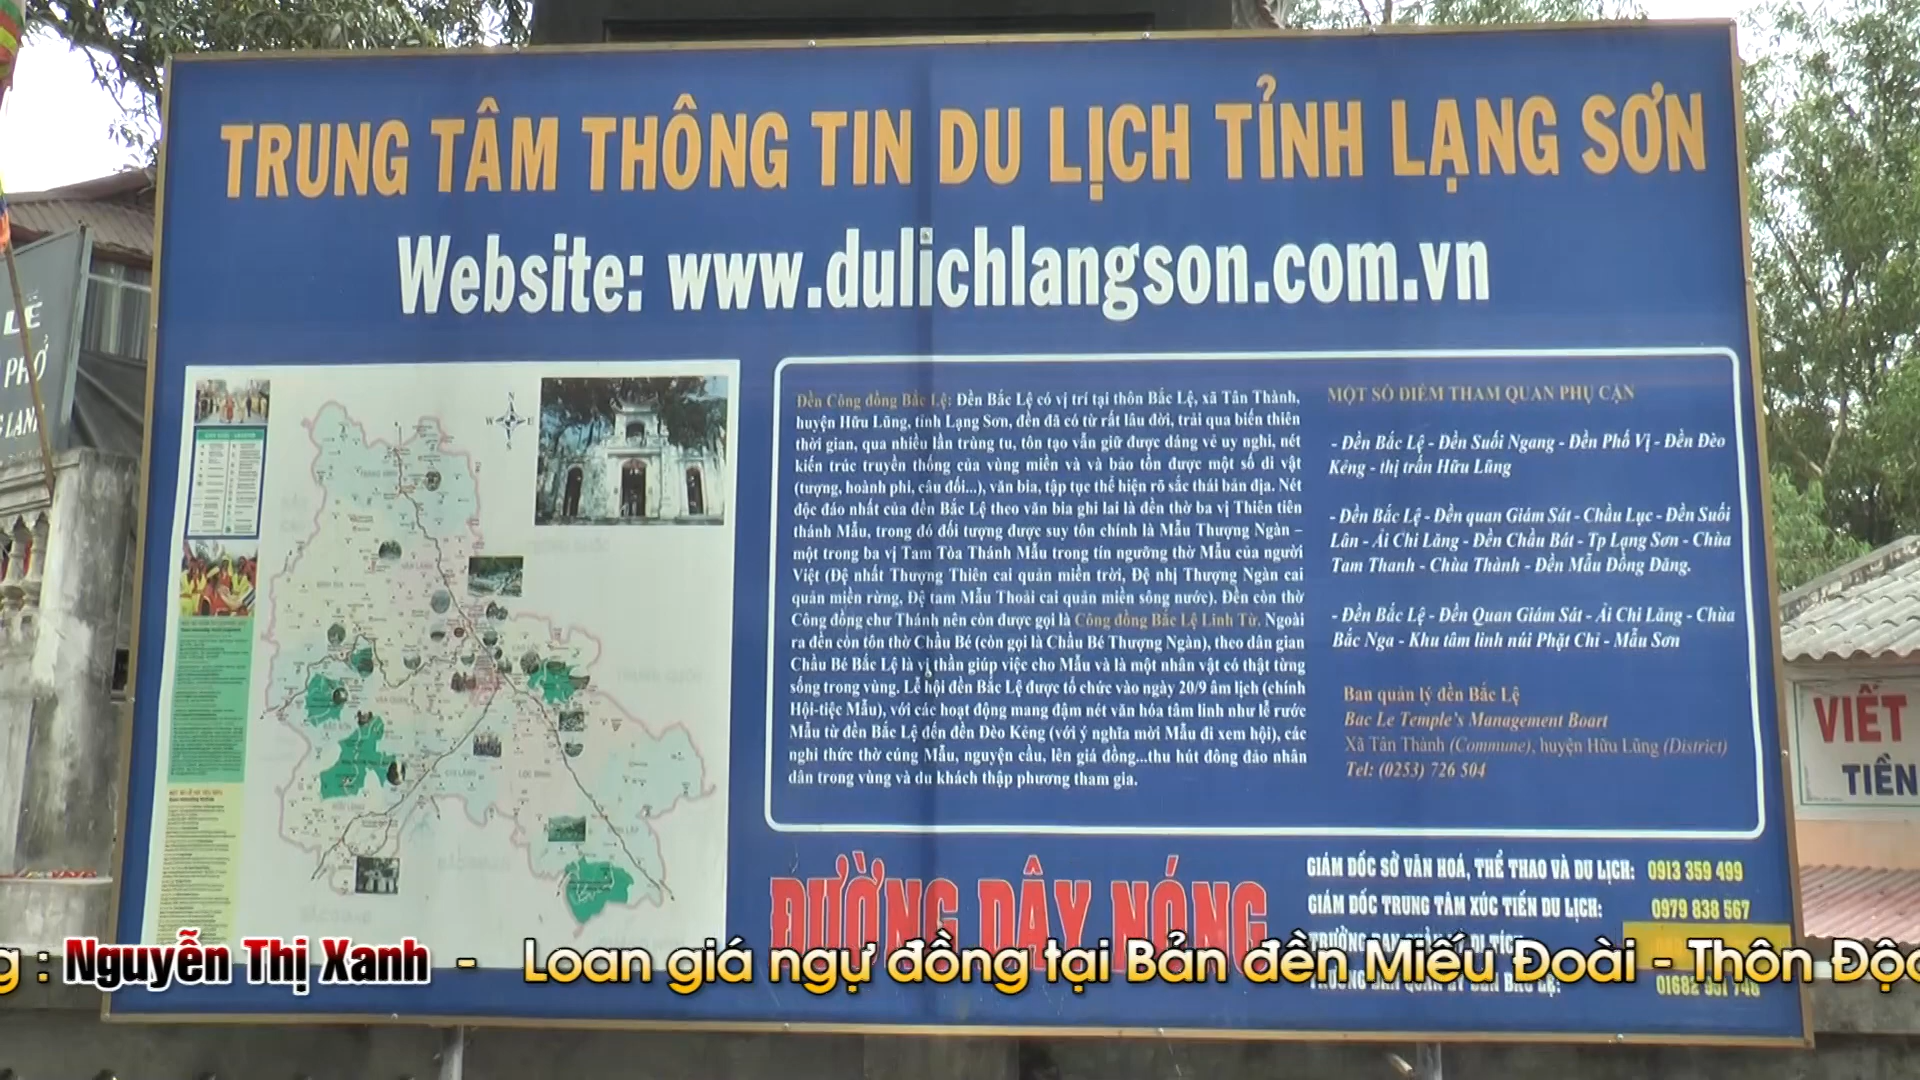 TRUNG TÂM THÔNG TIN DU LỊCH TỈNH LẠNG SƠN
Website: www.dulichlangson.com.vn
Đền Công đồng Bắc Lệ: Đền Bắc Lệ có vị trí tại thôn Bắc Lệ, xã Tân Thành,
huyện Hữu Lũng, tỉnh Lạng Sơn, đền đã có từ rất lâu đời, trải qua biến thiên
thời gian, qua nhiều lần trùng tu, tôn tạo vẫn giữ được dáng vẻ uy nghi, nét
kiến trúc truyền thống của vùng miền và và bảo tồn được một số di vật
(tượng, hoành phi, câu đối...), văn bia, tập tục thể hiện rõ sắc thái bản địa. Nét
độc đáo nhất của đền Bắc Lệ theo văn bia ghi lai là đền thờ ba vị Thiên tiên
thánh Mẫu, trong đó đối tượng được suy tôn chính là Mẫu Thượng Ngàn –
một trong ba vị Tam Tòa Thánh Mẫu trong tín ngưỡng thờ Mẫu của người
Việt (Đệ nhất Thượng Thiên cai quản miền trời, Đệ nhị Thượng Ngàn cai
quản miền rừng, Đệ tam Mẫu Thoải cai quản miền sông nước). Đền còn thờ
Công đồng chư Thánh nên còn được gọi là Công đồng Bắc Lệ Linh Từ. Ngoài
ra đền còn tôn thờ Chầu Bé (còn gọi là Chầu Bé Thượng Ngàn), theo dân gian
Chầu Bé Bắc Lệ là vị thần giúp việc cho Mẫu và là một nhân vật có thật từng
sống trong vùng. Lễ hội đền Bắc Lệ được tổ chức vào ngày 20/9 âm lịch (chính
Hội-tiệc Mẫu), với các hoạt động mang đậm nét văn hóa tâm linh như lễ rước
Mẫu từ đền Bắc Lệ đến đền Đèo Kẽng (với ý nghĩa mời Mẫu đi xem hội), các
nghi thức thờ cúng Mẫu, nguyện cầu, lên giá đồng...thu hút đông đảo nhân
dân trong vùng và du khách thập phương tham gia.
MỘT SỐ ĐIỂM THAM QUAN PHỤ CẬN
- Đền Bắc Lệ - Đền Suối Ngang - Đền Phố Vị - Đền Đèo
Kẽng - thị trấn Hữu Lũng
- Đền Bắc Lệ - Đền quan Giám Sát - Chầu Lục - Đền Suối
Lân - Ải Chi Lăng - Đền Chầu Bát - Tp Lạng Sơn - Chùa
Tam Thanh - Chùa Thành - Đền Mẫu Đồng Đăng.
- Đền Bắc Lệ - Đền Quan Giám Sát - Ải Chi Lăng - Chùa
Bắc Nga - Khu tâm linh núi Phặt Chỉ - Mẫu Sơn
Ban quản lý đền Bắc Lệ
Bac Le Temple's Management Boart
Xã Tân Thành (Commune), huyện Hữu Lũng (District)
Tel: (0253) 726 504
ĐƯỜNG DÂY NÓNG
GIÁM ĐỐC SỞ VĂN HOÁ, THỂ THAO VÀ DU LỊCH: 0913 359 499
GIÁM ĐỐC TRUNG TÂM XÚC TIẾN DU LỊCH: 0979 838 567
g : Nguyễn Thị Xanh - Loan giá ngự đồng tại Bản đền Miếu Đoài - Thôn Độc
LỆ
PHỞ
VIẾT
TIỀN